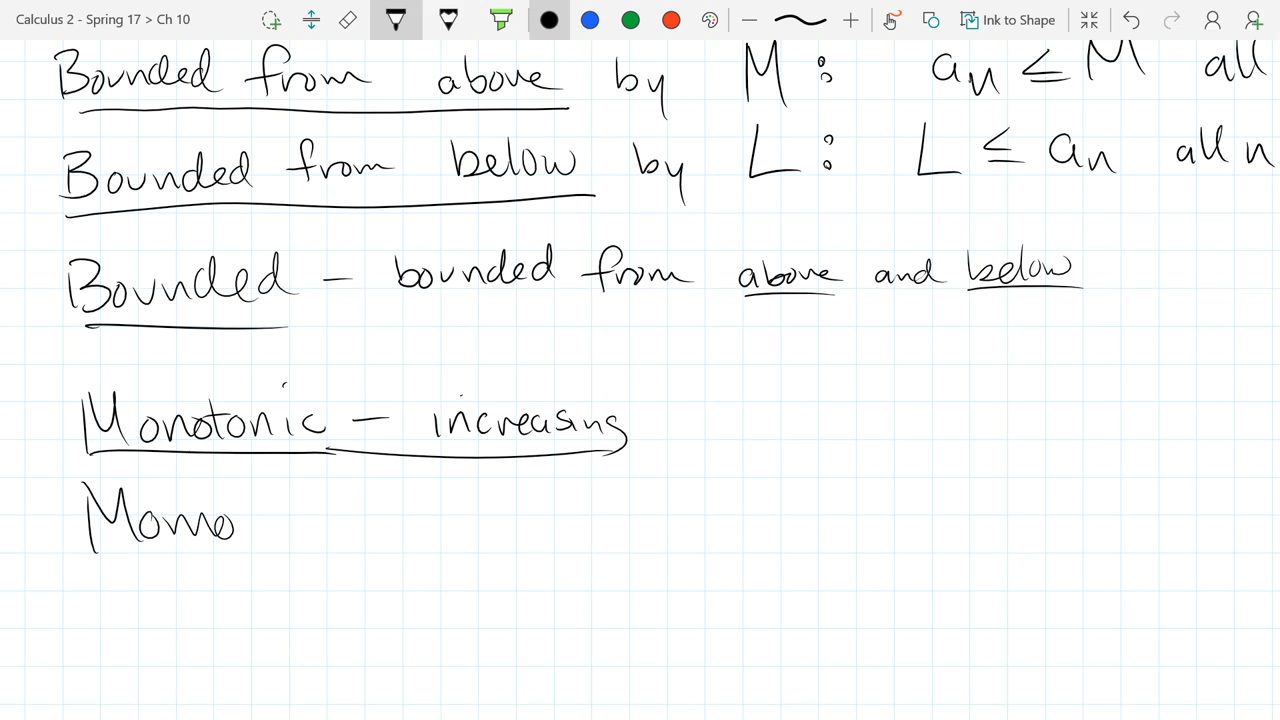 Calculus 2 - Spring 17 > Ch 10 Ink to Shape
Bounded from above by M : aₙ ≤ M all
Bounded from below by L : L ≤ aₙ all n
Bounded - bounded from above and below
Monotonic - increasing
Mono